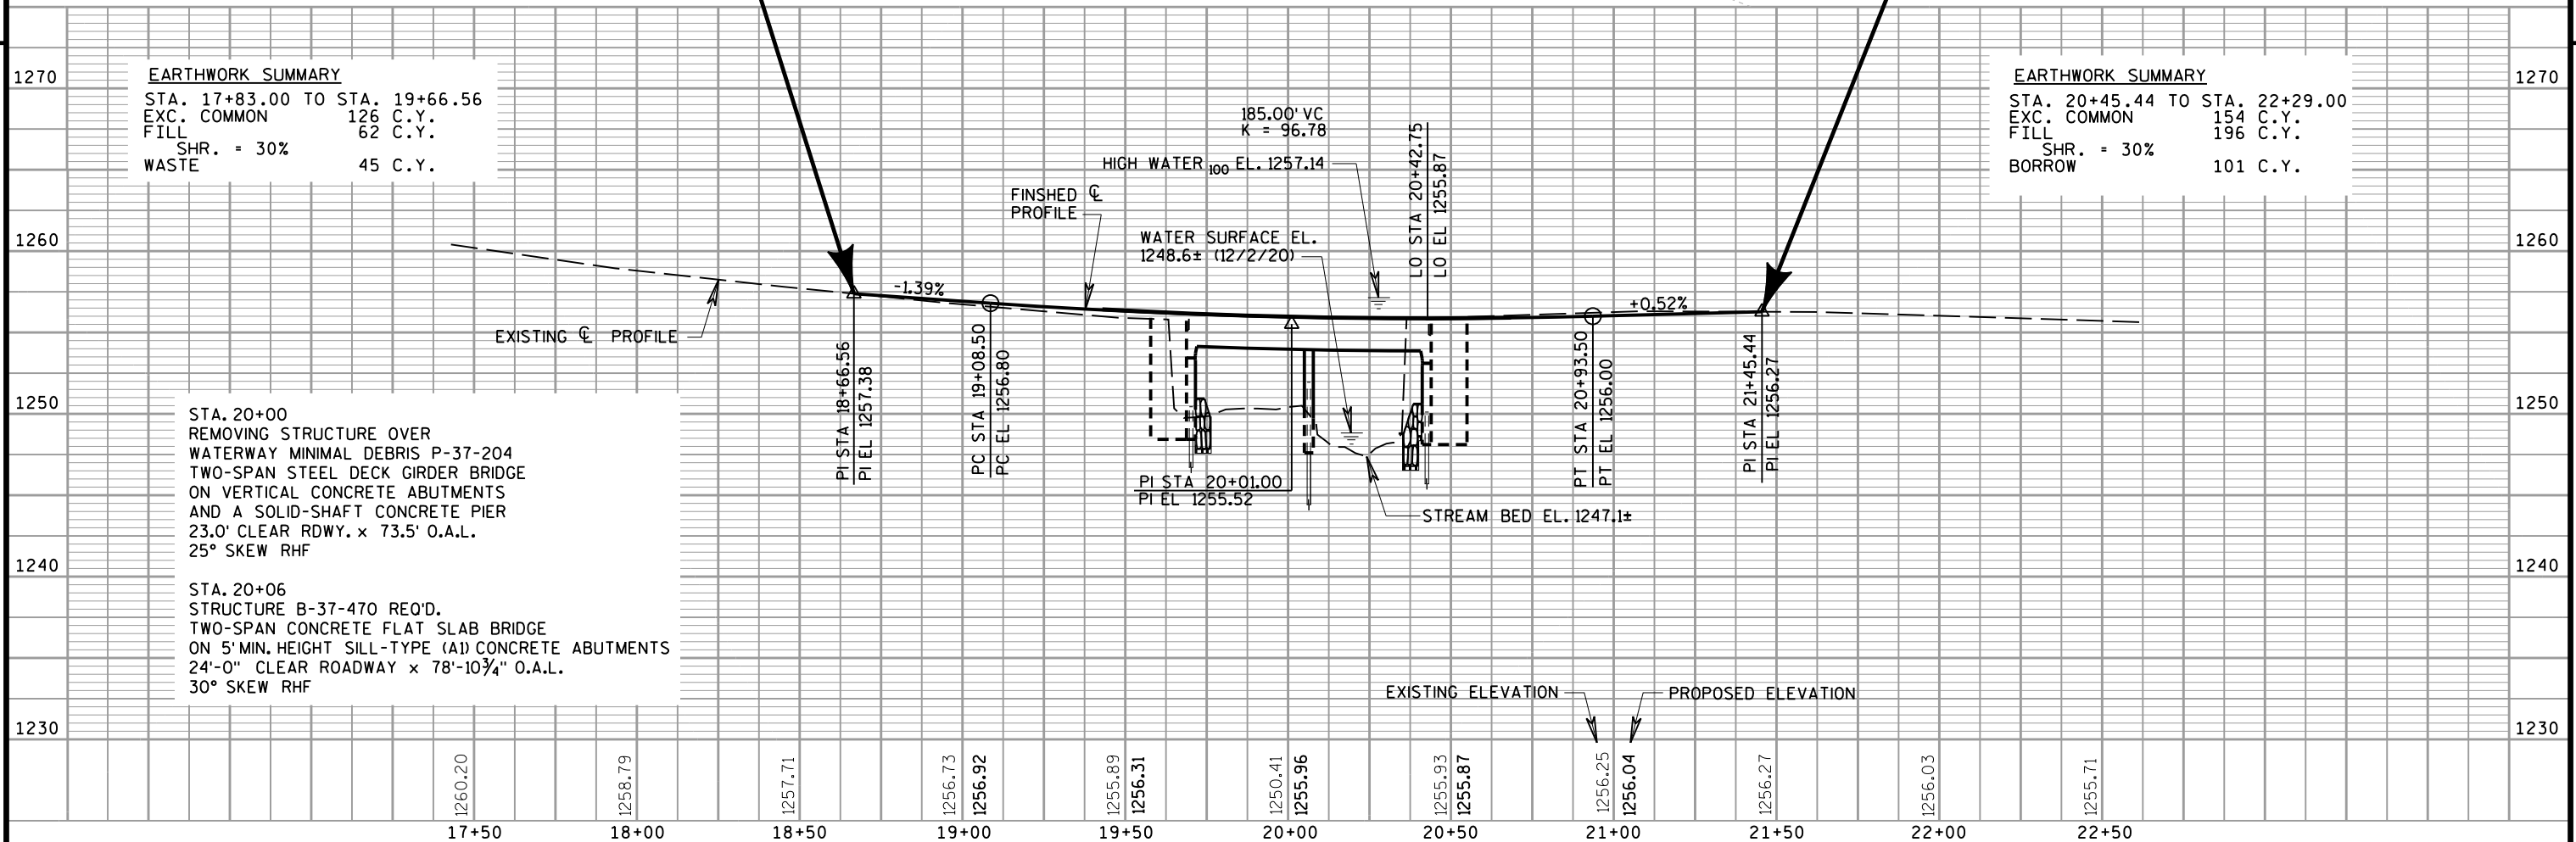 1270
1260
1250
1240
1230
EARTHWORK SUMMARY
STA. 17+83.00 TO STA. 19+66.56
EXC. COMMON 126 C.Y.
FILL 62 C.Y.
SHR. = 30%
WASTE 45 C.Y.
EARTHWORK SUMMARY
STA. 20+45.44 TO STA. 22+29.00
EXC. COMMON 154 C.Y.
FILL 196 C.Y.
SHR. = 30%
BORROW 101 C.Y.
1270
1260
1250
1240
1230
185.00' VC
K = 96.78
HIGH WATER 100 EL. 1257.14
FINSHED ℄
PROFILE
WATER SURFACE EL.
1248.6± (12/2/20)
LO STA 20+42.75
LO EL 1255.87
-1.39%
+0.52%
EXISTING ℄ PROFILE
PI STA 18+66.56
PI EL 1257.38
PC STA 19+08.50
PC EL 1256.80
PI STA 20+01.00
PI EL 1255.52
PT STA 20+93.50
PT EL 1256.00
PI STA 21+45.44
PI EL 1256.27
STREAM BED EL. 1247.1±
STA. 20+00
REMOVING STRUCTURE OVER
WATERWAY MINIMAL DEBRIS P-37-204
TWO-SPAN STEEL DECK GIRDER BRIDGE
ON VERTICAL CONCRETE ABUTMENTS
AND A SOLID-SHAFT CONCRETE PIER
23.0' CLEAR RDWY. x 73.5' O.A.L.
25° SKEW RHF
STA. 20+06
STRUCTURE B-37-470 REQ'D.
TWO-SPAN CONCRETE FLAT SLAB BRIDGE
ON 5' MIN. HEIGHT SILL-TYPE (A1) CONCRETE ABUTMENTS
24'-0" CLEAR ROADWAY x 78'-10¾" O.A.L.
30° SKEW RHF
EXISTING ELEVATION
PROPOSED ELEVATION
1260.20
1258.79
1257.71
1256.73
1256.92
1255.89
1256.31
1250.41
1255.96
1255.93
1255.87
1256.25
1256.04
1256.27
1256.03
1255.71
17+50
18+00
18+50
19+00
19+50
20+00
20+50
21+00
21+50
22+00
22+50